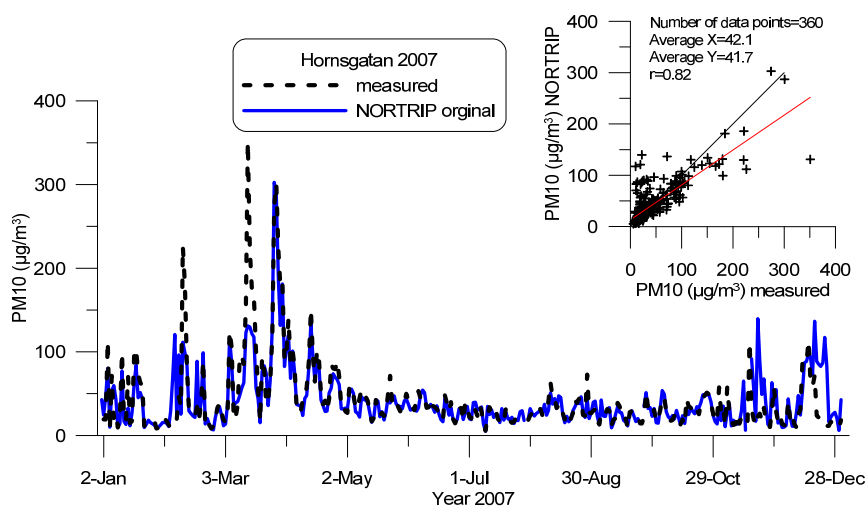 Hornsgatan 2007
measured
NORTRIP orginal
PM10 (µg/m³)
400
300
200
100
0
2-Jan
3-Mar
2-May
1-Jul
30-Aug
29-Oct
28-Dec
Year 2007
Number of data points=360
Average X=42.1
Average Y=41.7
r=0.82
PM10 (µg/m³) NORTRIP
400
300
200
100
0
0
100
200
300
400
PM10 (µg/m³) measured